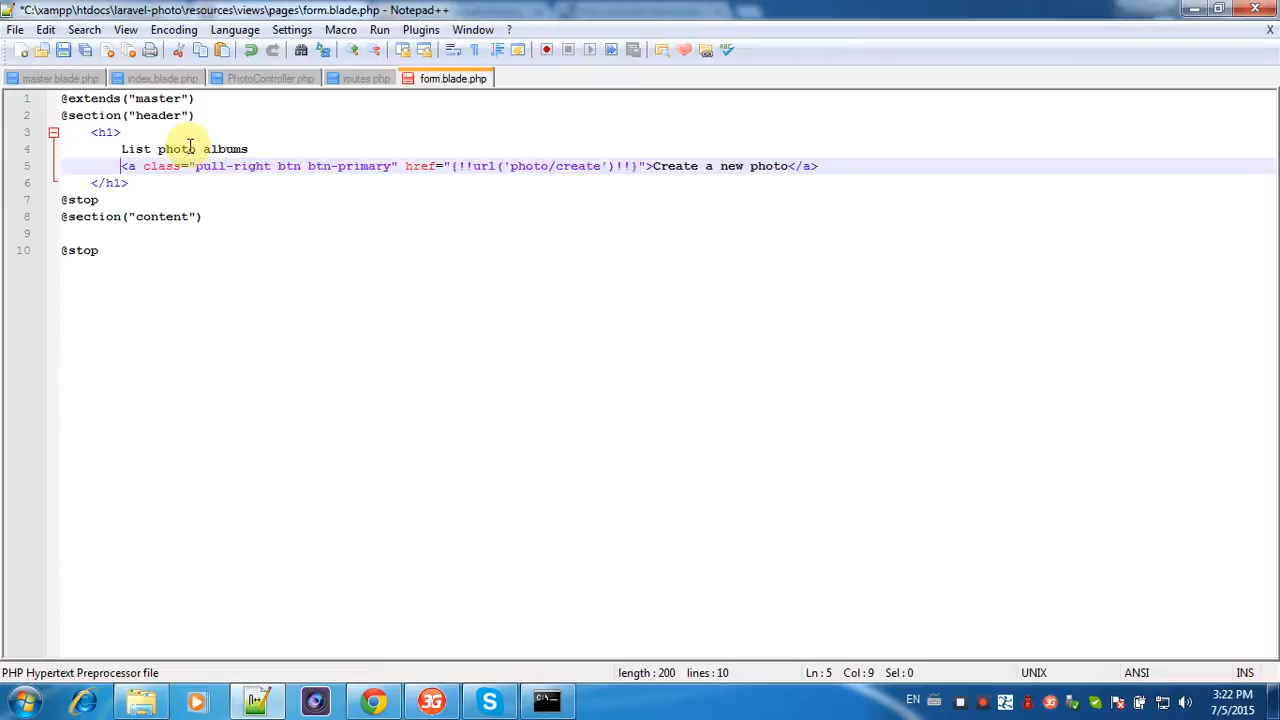 *C:\xampp\htdocs\laravel-photo\resources\views\pages\form.blade.php - Notepad++
File Edit Search View Encoding Language Settings Macro Run Plugins Window ? X
master.blade.php index.blade.php PhotoController.php routes.php form.blade.php
1 @extends("master")
2 @section("header")
3 <h1>
4 List photo albums
5 <a class="pull-right btn btn-primary" href="{!!url('photo/create')!!}">Create a new photo</a>
6 </h1>
7 @stop
8 @section("content")
9
10 @stop
PHP Hypertext Preprocessor file length : 200 lines : 10 Ln : 5 Col : 9 Sel : 0 UNIX ANSI INS
EN 3:22 PM
7/5/2015